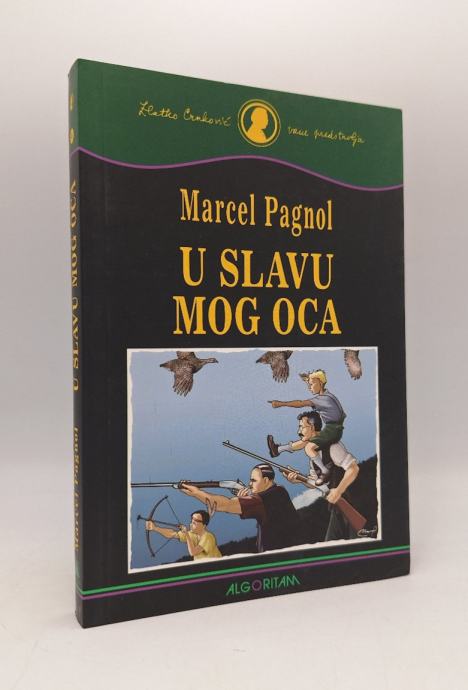 Zlatko Crnković
vam predstavlja
Marcel Pagnol
U SLAVU
MOG OCA
ALGORITAM
U SLAVU MOG OCA
Marcel Pagnol